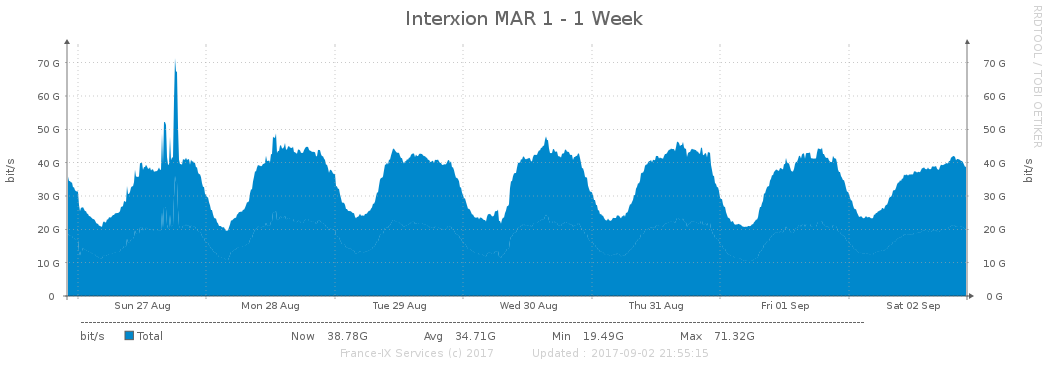 Interxion MAR 1 - 1 Week
RRDTOOL / TOBI OETIKER
bit/s
70 G
60 G
50 G
40 G
30 G
20 G
10 G
0
70 G
60 G
50 G
40 G
30 G
20 G
10 G
0 G
bit/s
Sun 27 Aug Mon 28 Aug Tue 29 Aug Wed 30 Aug Thu 31 Aug Fri 01 Sep Sat 02 Sep
bit/s Total Now 38.78G Avg 34.71G Min 19.49G Max 71.32G
France-IX Services (c) 2017 Updated : 2017-09-02 21:55:15